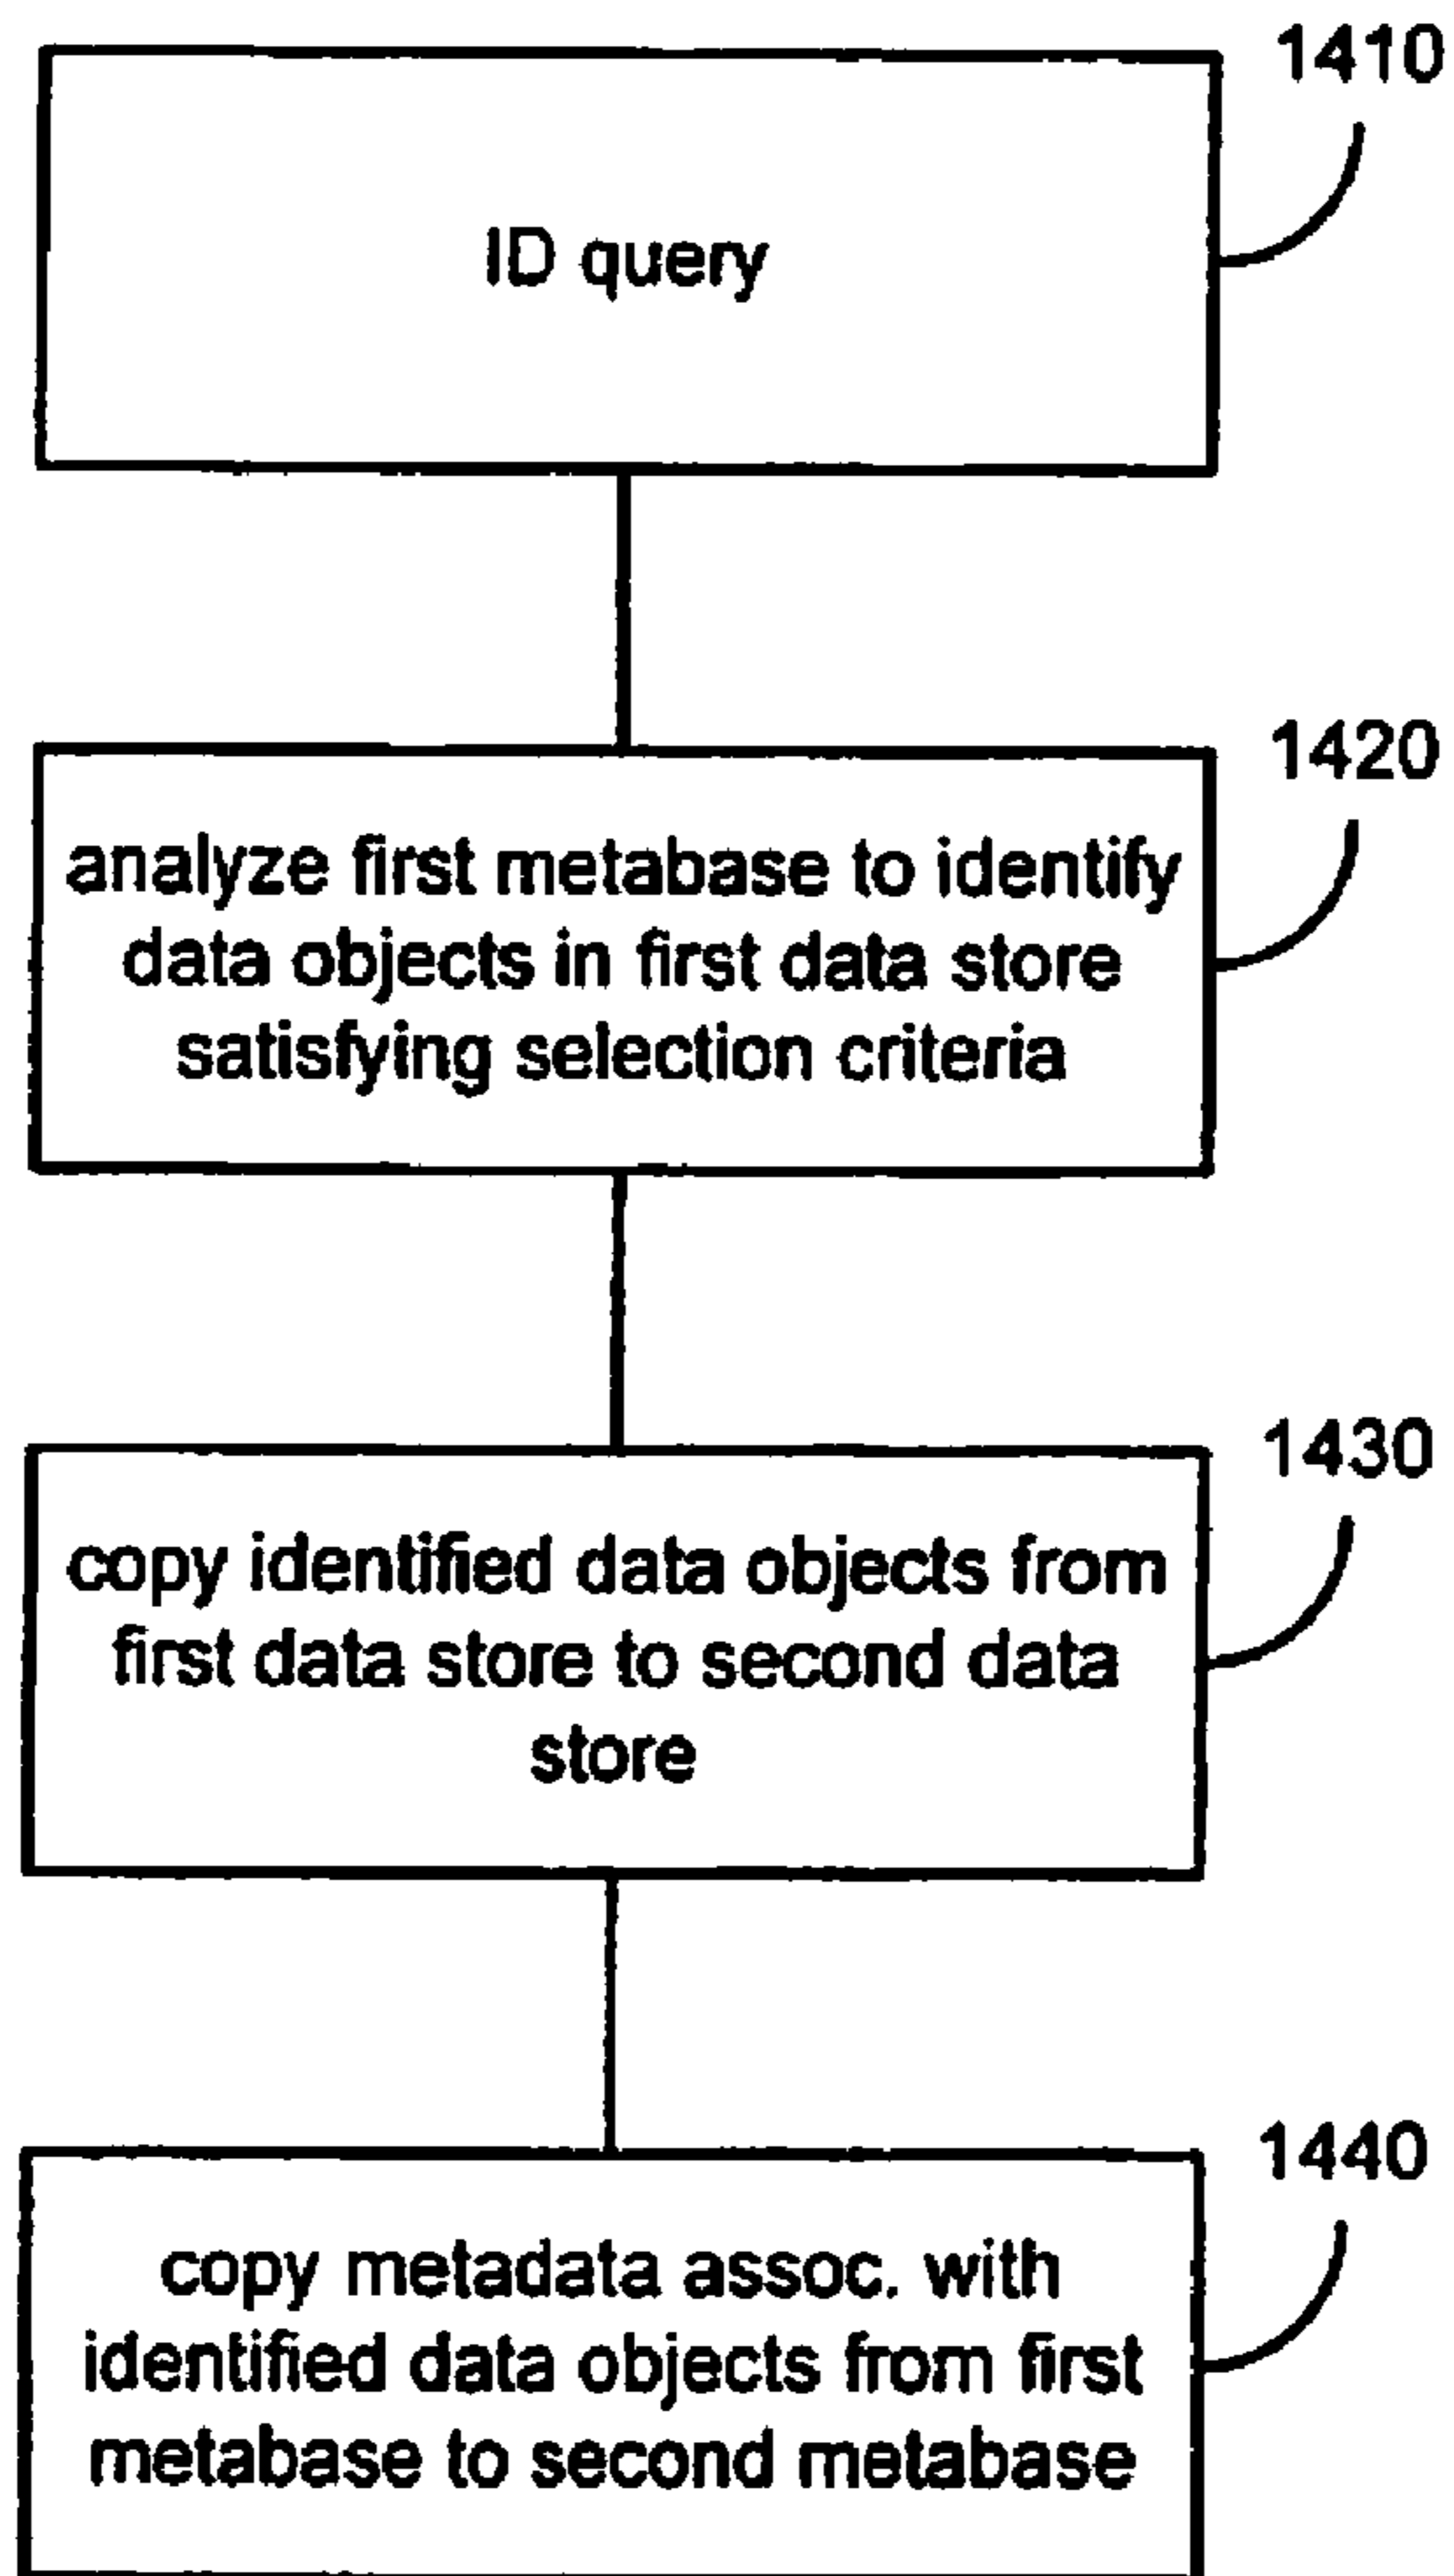 1410
ID query
1420
analyze first metabase to identify
data objects in first data store
satisfying selection criteria
1430
copy identified data objects from
first data store to second data
store
1440
copy metadata assoc. with
identified data objects from first
metabase to second metabase